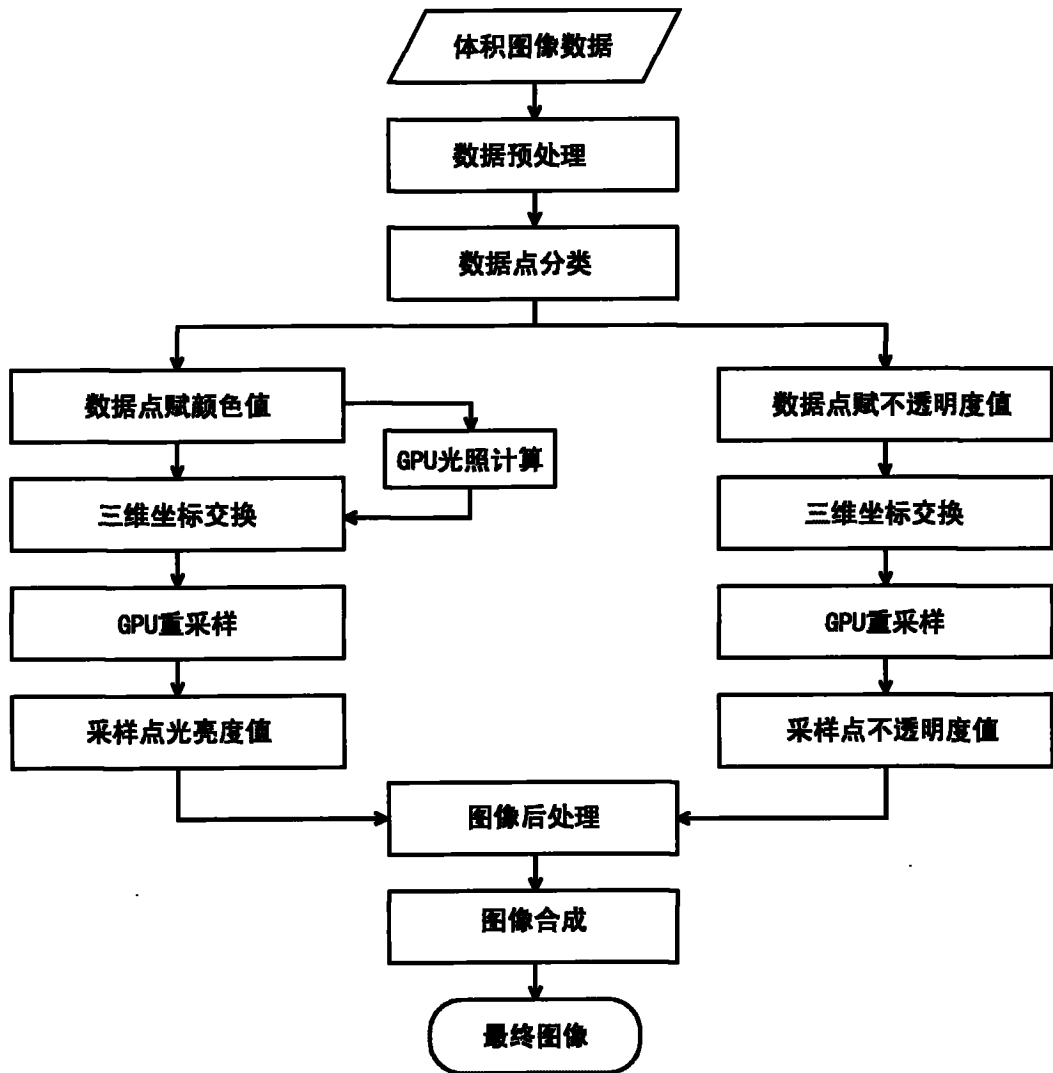 体积图像数据
数据预处理
数据点分类
数据点赋颜色值
数据点赋不透明度值
GPU光照计算
三维坐标交换
三维坐标交换
GPU重采样
GPU重采样
采样点光亮度值
采样点不透明度值
图像后处理
图像合成
最终图像